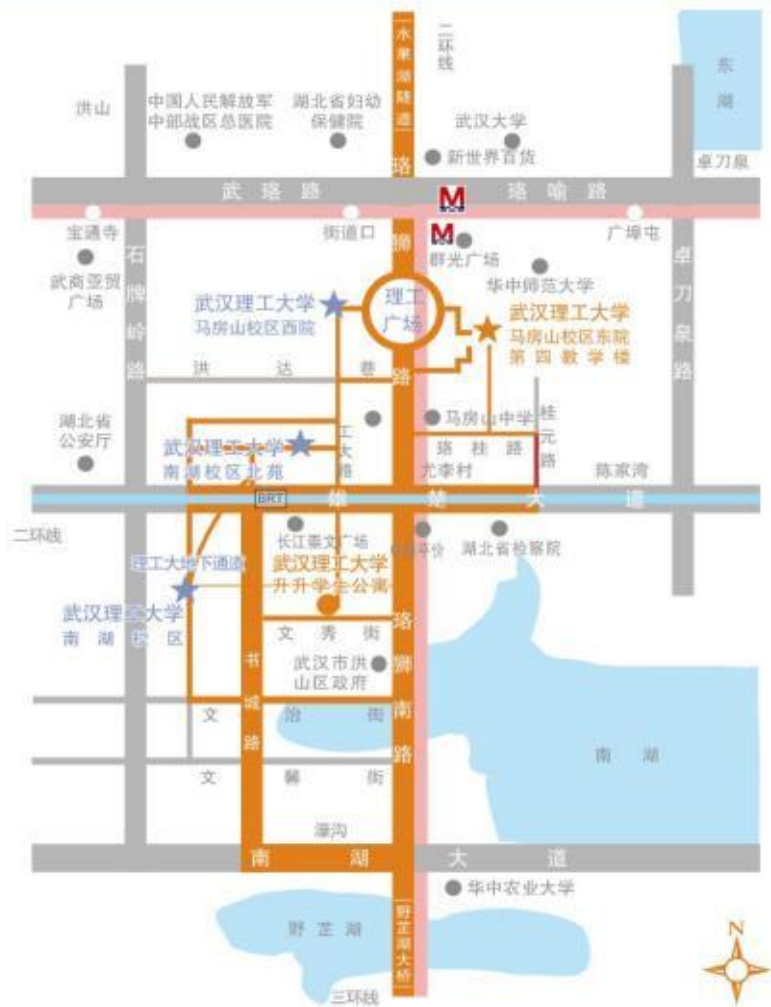 水果湖隧道
二环线
东湖
洪山
中国人民解放军
中部战区总医院
湖北省妇幼
保健院
武汉大学
新世界百货
卓刀泉
珞狮路
武珞路
珞喻路
宝通寺
街道口
广埠屯
武商亚贸
广场
石牌岭路
群光广场
华中师范大学
卓刀泉路
理工
广场
武汉理工大学
马房山校区西院
武汉理工大学
马房山校区东院
第四教学楼
洪达巷
湖北省
公安厅
武汉理工大学
南湖校区北苑
工大路
马房山中学
珞桂路
桂元路
尤李村
陈家湾
BRT
雄楚大道
二环线
长江崇文广场
湖北省检察院
理工大地下通道
武汉理工大学
升升学生公寓
武汉理工大学
南湖校区
文秀街
珞狮南路
武汉市洪
山区政府
书城路
文治街
南湖
文馨街
濠沟
南湖大道
华中农业大学
野芷湖
野芷湖大桥
三环线
N